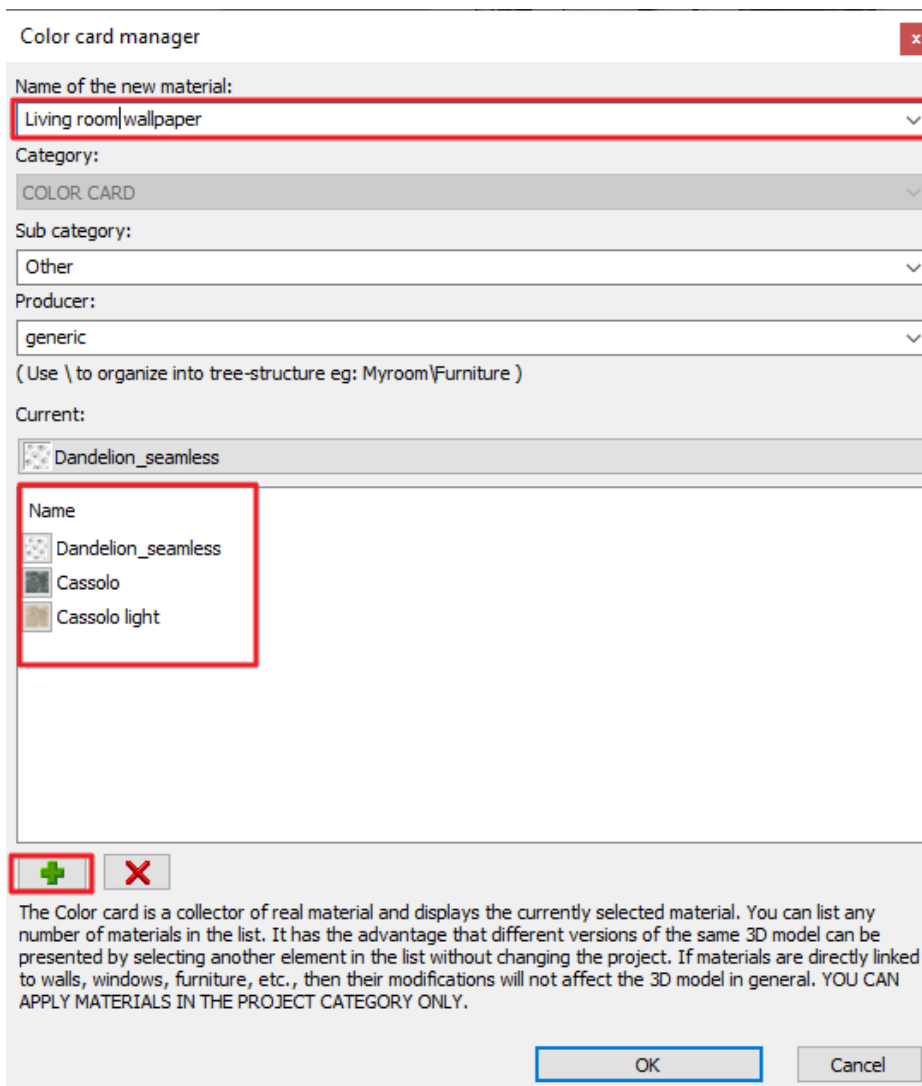 Color card manager
x
Name of the new material:
Living room wallpaper
Category:
COLOR CARD
Sub category:
Other
Producer:
generic
( Use \ to organize into tree-structure eg: Myroom\Furniture )
Current:
Dandelion_seamless
Name
Dandelion_seamless
Cassolo
Cassolo light
The Color card is a collector of real material and displays the currently selected material. You can list any
number of materials in the list. It has the advantage that different versions of the same 3D model can be
presented by selecting another element in the list without changing the project. If materials are directly linked
to walls, windows, furniture, etc., then their modifications will not affect the 3D model in general. YOU CAN
APPLY MATERIALS IN THE PROJECT CATEGORY ONLY.
OK Cancel